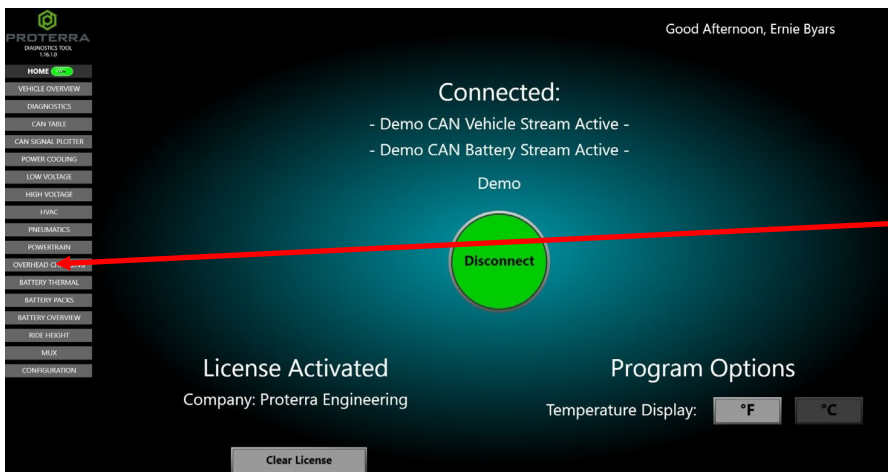 PROTERRA
DIAGNOSTICS TOOL
1.16.1.0
HOME
VEHICLE OVERVIEW
DIAGNOSTICS
CAN TABLE
CAN SIGNAL PLOTTER
POWER COOLING
LOW VOLTAGE
HIGH VOLTAGE
HVAC
PNEUMATICS
POWERTRAIN
OVERHEAD
BATTERY THERMAL
BATTERY PACKS
BATTERY OVERVIEW
RIDE HEIGHT
MUX
CONFIGURATION
Good Afternoon, Ernie Byars
Connected:
- Demo CAN Vehicle Stream Active -
- Demo CAN Battery Stream Active -
Demo
Disconnect
License Activated
Company: Proterra Engineering
Clear License
Program Options
Temperature Display: °F °C